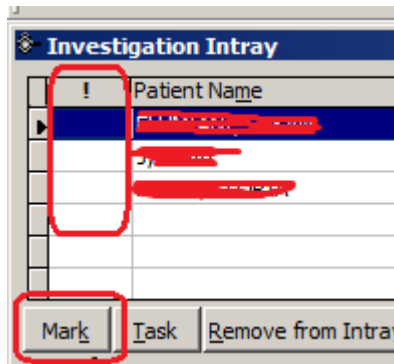 Investigation Intray
! Patient Name
Mark Task Remove from Intray